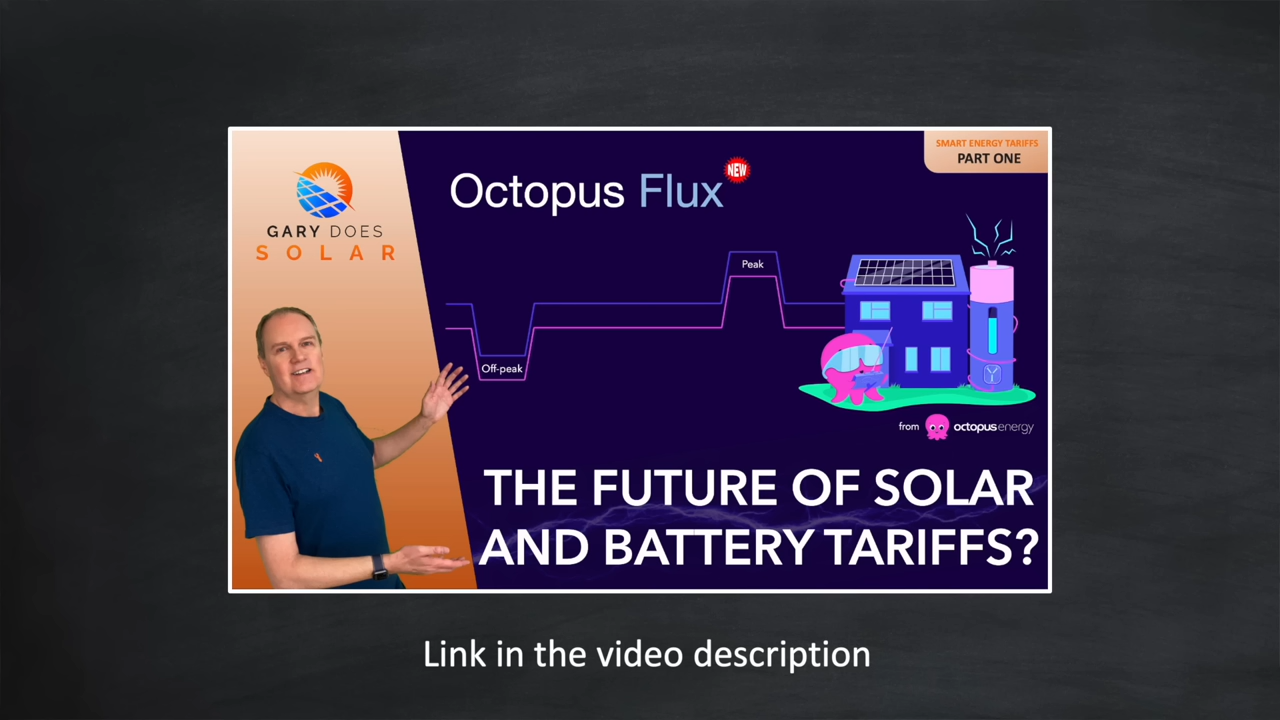 SMART ENERGY TARIFFS
PART ONE
GARY DOES
SOLAR
Octopus Flux
NEW
Peak
Off-peak
from octopusenergy
THE FUTURE OF SOLAR
AND BATTERY TARIFFS?
Link in the video description